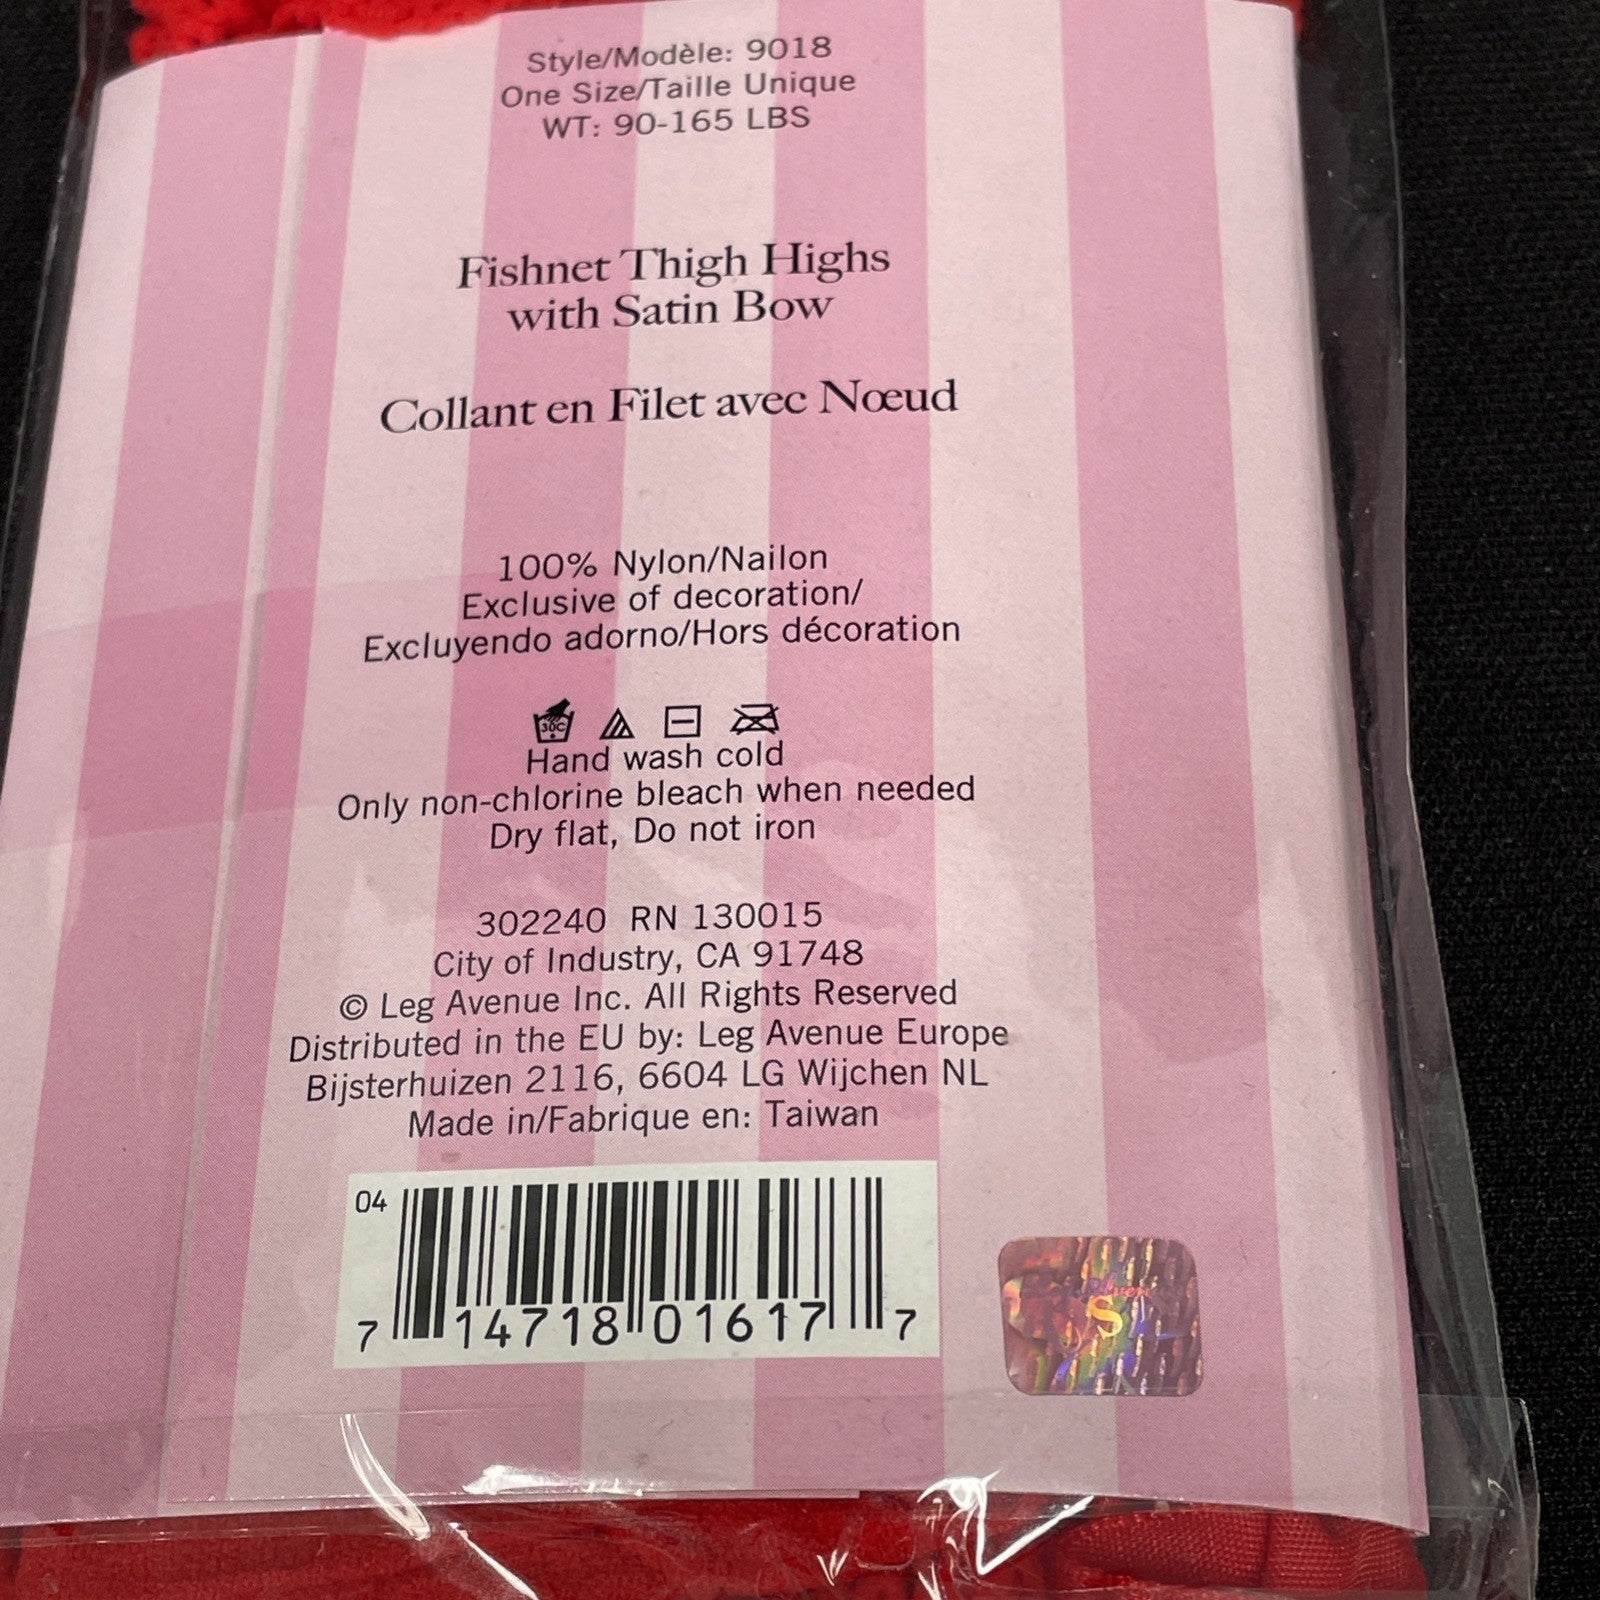 Style/Modèle: 9018
One Size/Taille Unique
WT: 90-165 LBS
Fishnet Thigh Highs
with Satin Bow
Collant en Filet avec Nœud
100% Nylon/Nailon
Exclusive of decoration/
Excluyendo adorno/Hors décoration
30C
Hand wash cold
Only non-chlorine bleach when needed
Dry flat, Do not iron
302240 RN 130015
City of Industry, CA 91748
© Leg Avenue Inc. All Rights Reserved
Distributed in the EU by: Leg Avenue Europe
Bijsterhuizen 2116, 6604 LG Wijchen NL
Made in/Fabrique en: Taiwan
04
7 14718 01617 7